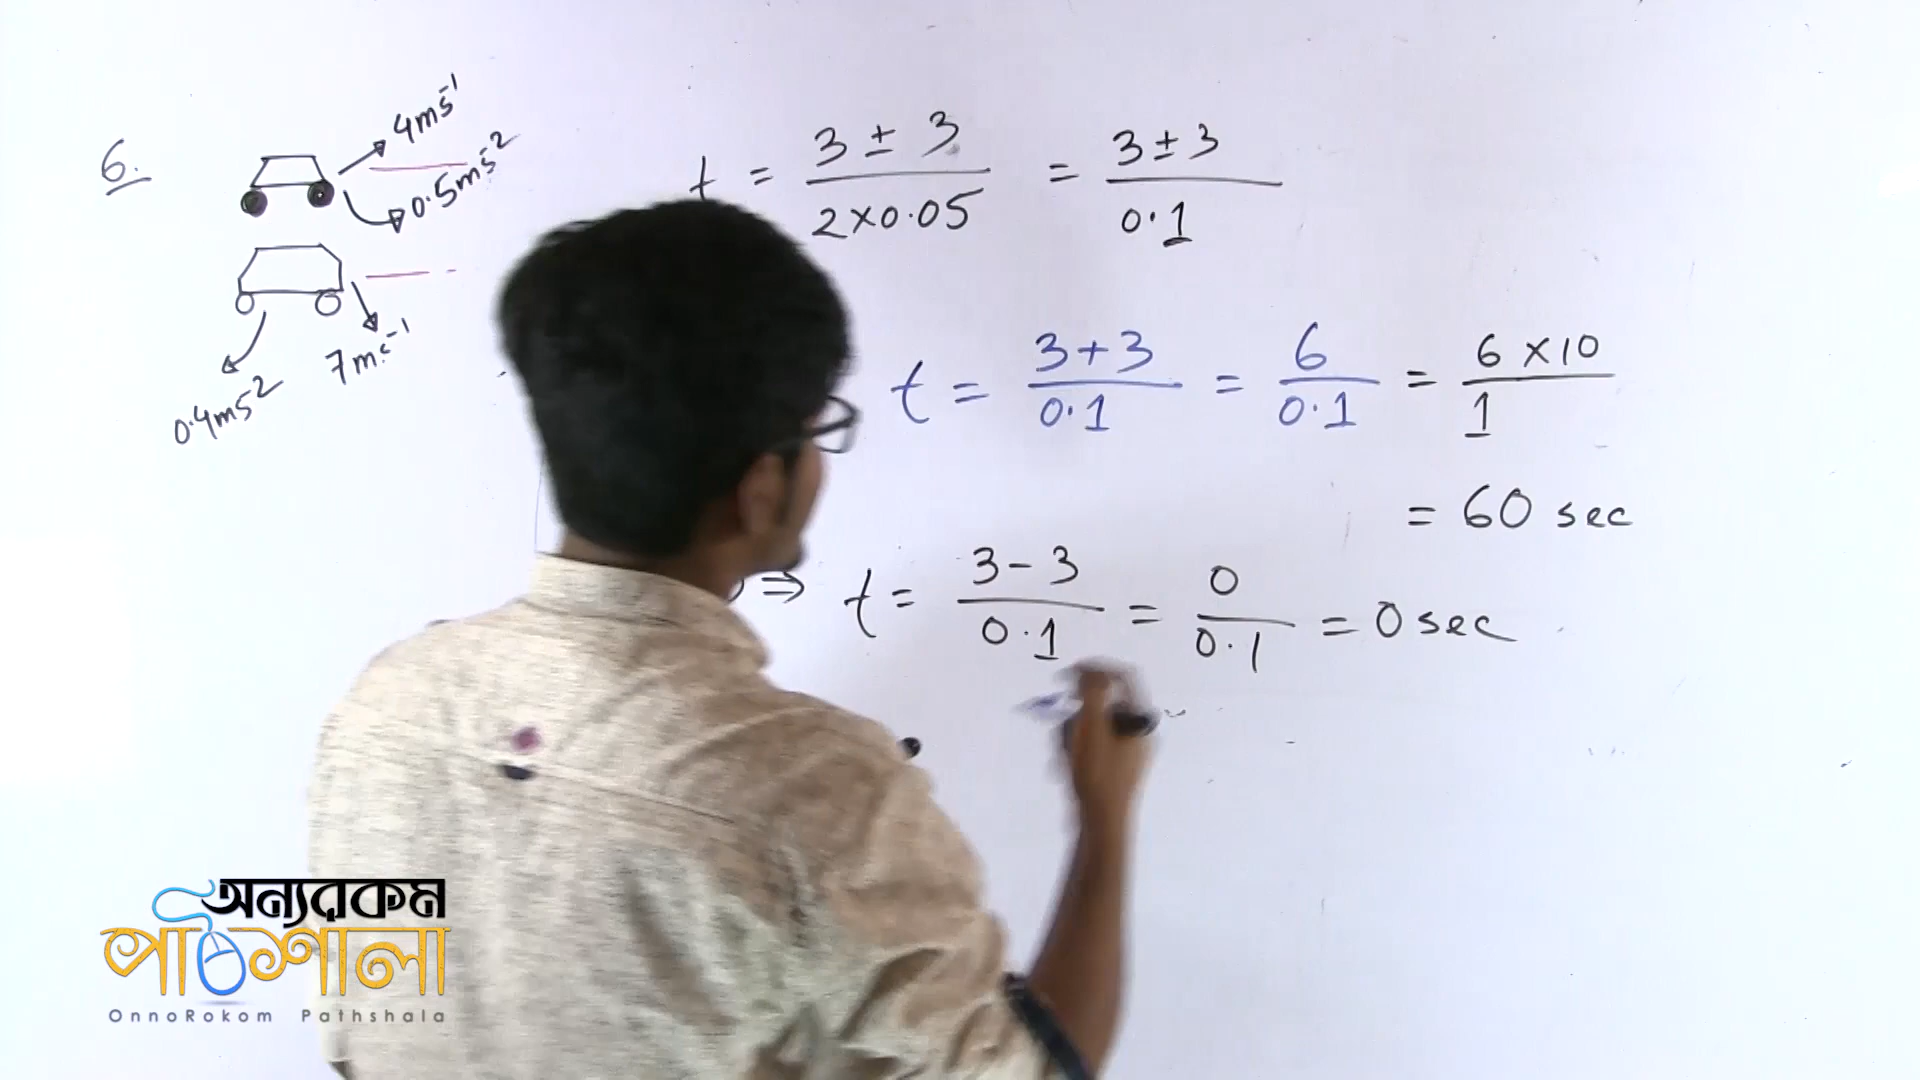 6.
4ms⁻¹
0.5ms⁻²
7ms⁻¹
0.4ms⁻²
t = (3 ± 3)/(2×0.05) = (3±3)/0.1
t = (3+3)/0.1 = 6/0.1 = (6 ×10)/1
= 60 sec
⇒ t = (3-3)/0.1 = 0/0.1 = 0 sec
অন্যরকম
পাঠশালা
OnnoRokom Pathshala